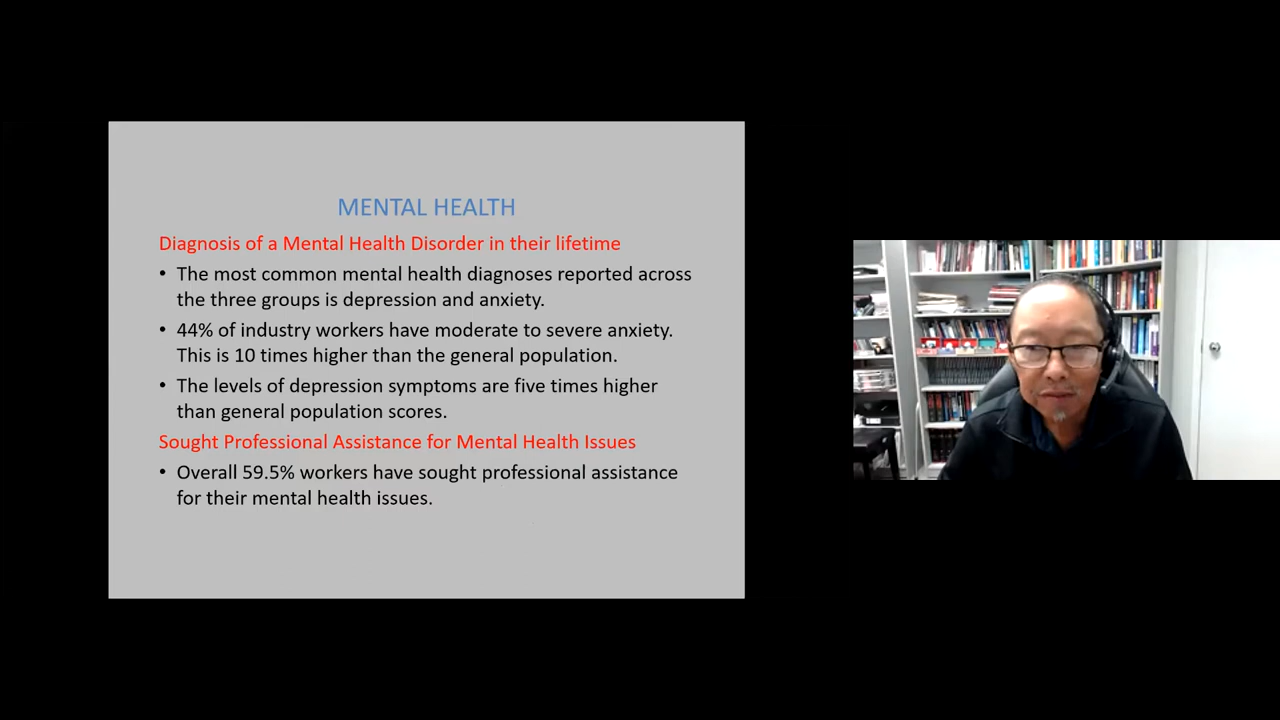 MENTAL HEALTH
Diagnosis of a Mental Health Disorder in their lifetime
• The most common mental health diagnoses reported across
the three groups is depression and anxiety.
• 44% of industry workers have moderate to severe anxiety.
This is 10 times higher than the general population.
• The levels of depression symptoms are five times higher
than general population scores.
Sought Professional Assistance for Mental Health Issues
• Overall 59.5% workers have sought professional assistance
for their mental health issues.